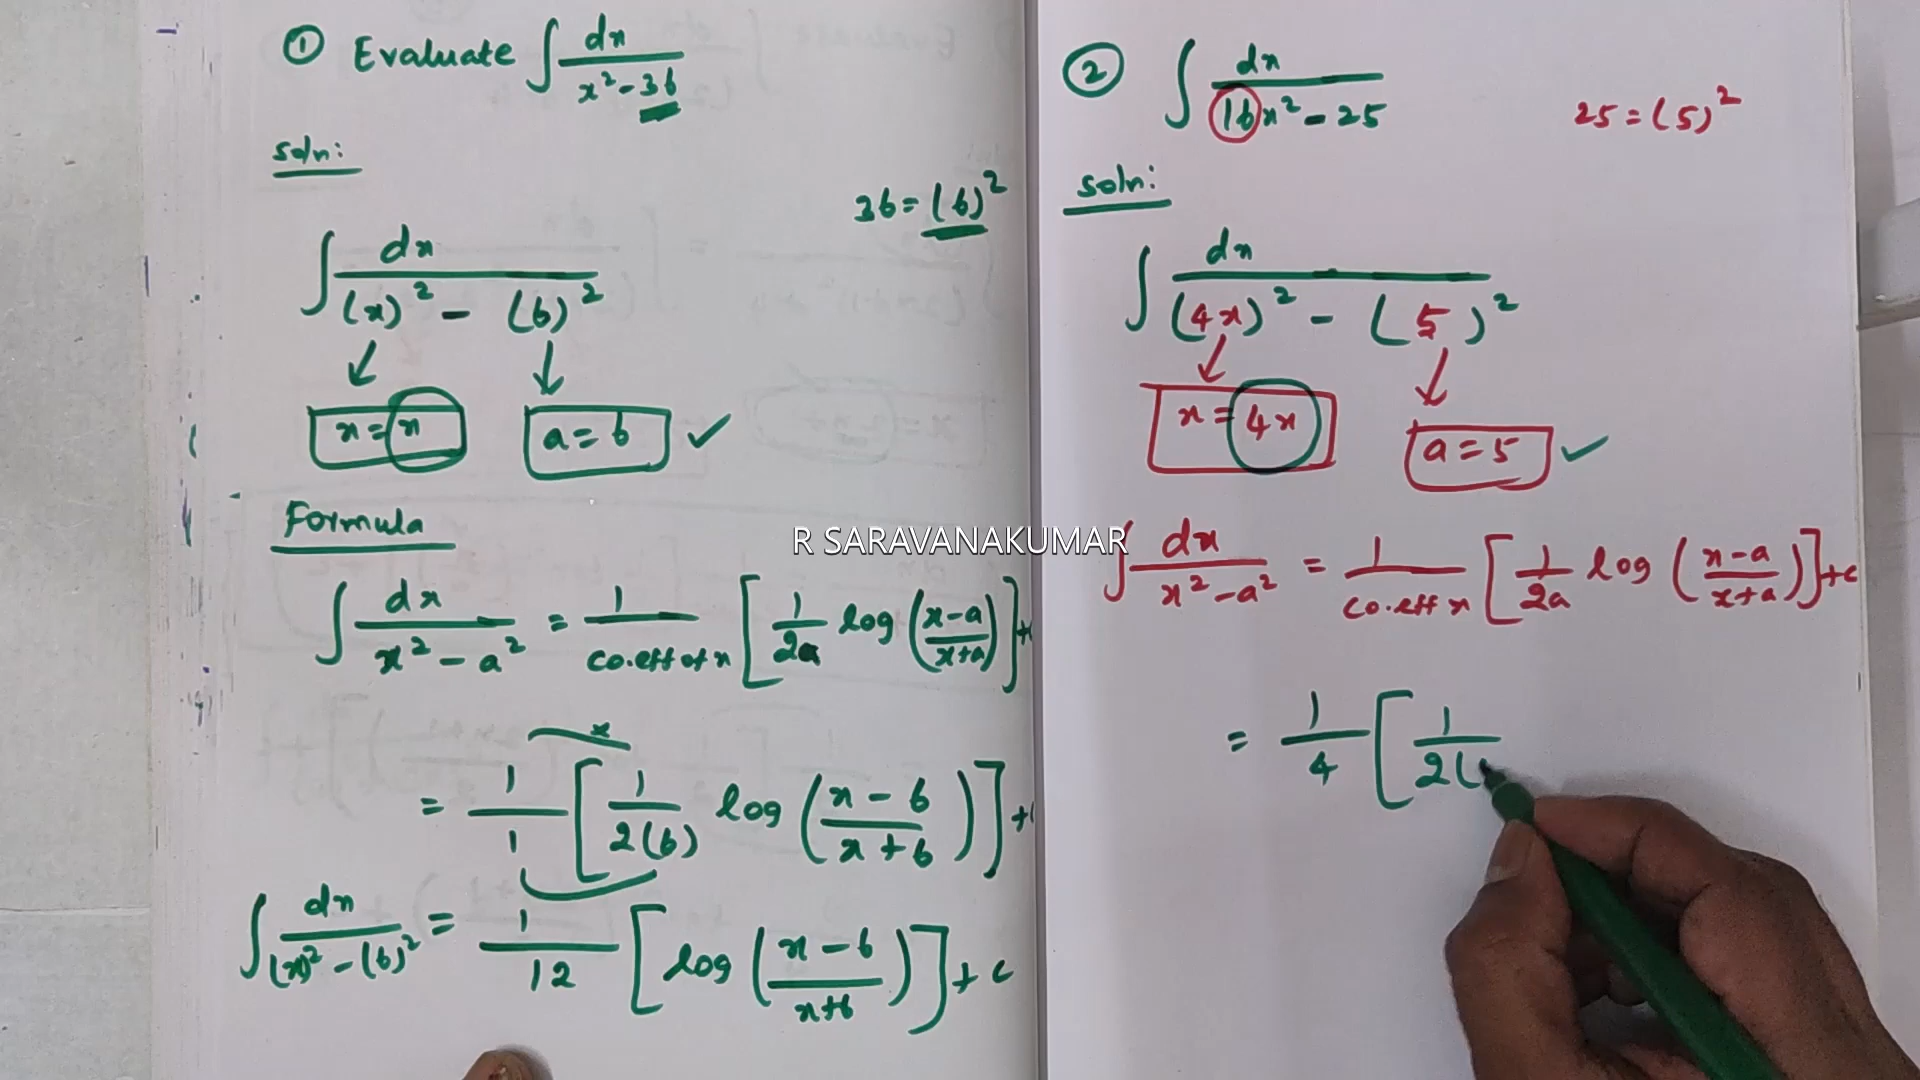 ① Evaluate ∫ dx / x² - 36
Soln:
36 = (6)²
∫ dx / (x)² - (6)²
x = x   a = 6 ✓
Formula
∫ dx / x² - a² = 1 / co.eff of x [ 1/2a log ( x-a / x+a ) ] +
= 1/1 [ 1/2(6) log ( x - 6 / x + 6 ) ] +
∫ dx / (x)² - (6)² = 1/12 [ log ( x - 6 / x+6 ) ] + c
② ∫ dx / 16x² - 25
25 = (5)²
Soln:
∫ dx / (4x)² - (5)²
x = 4x   a = 5 ✓
∫ dx / x² - a² = 1 / co.eff x [ 1/2a log ( x-a / x+a ) ] +c
= 1/4 [ 1/2(
R SARAVANAKUMAR